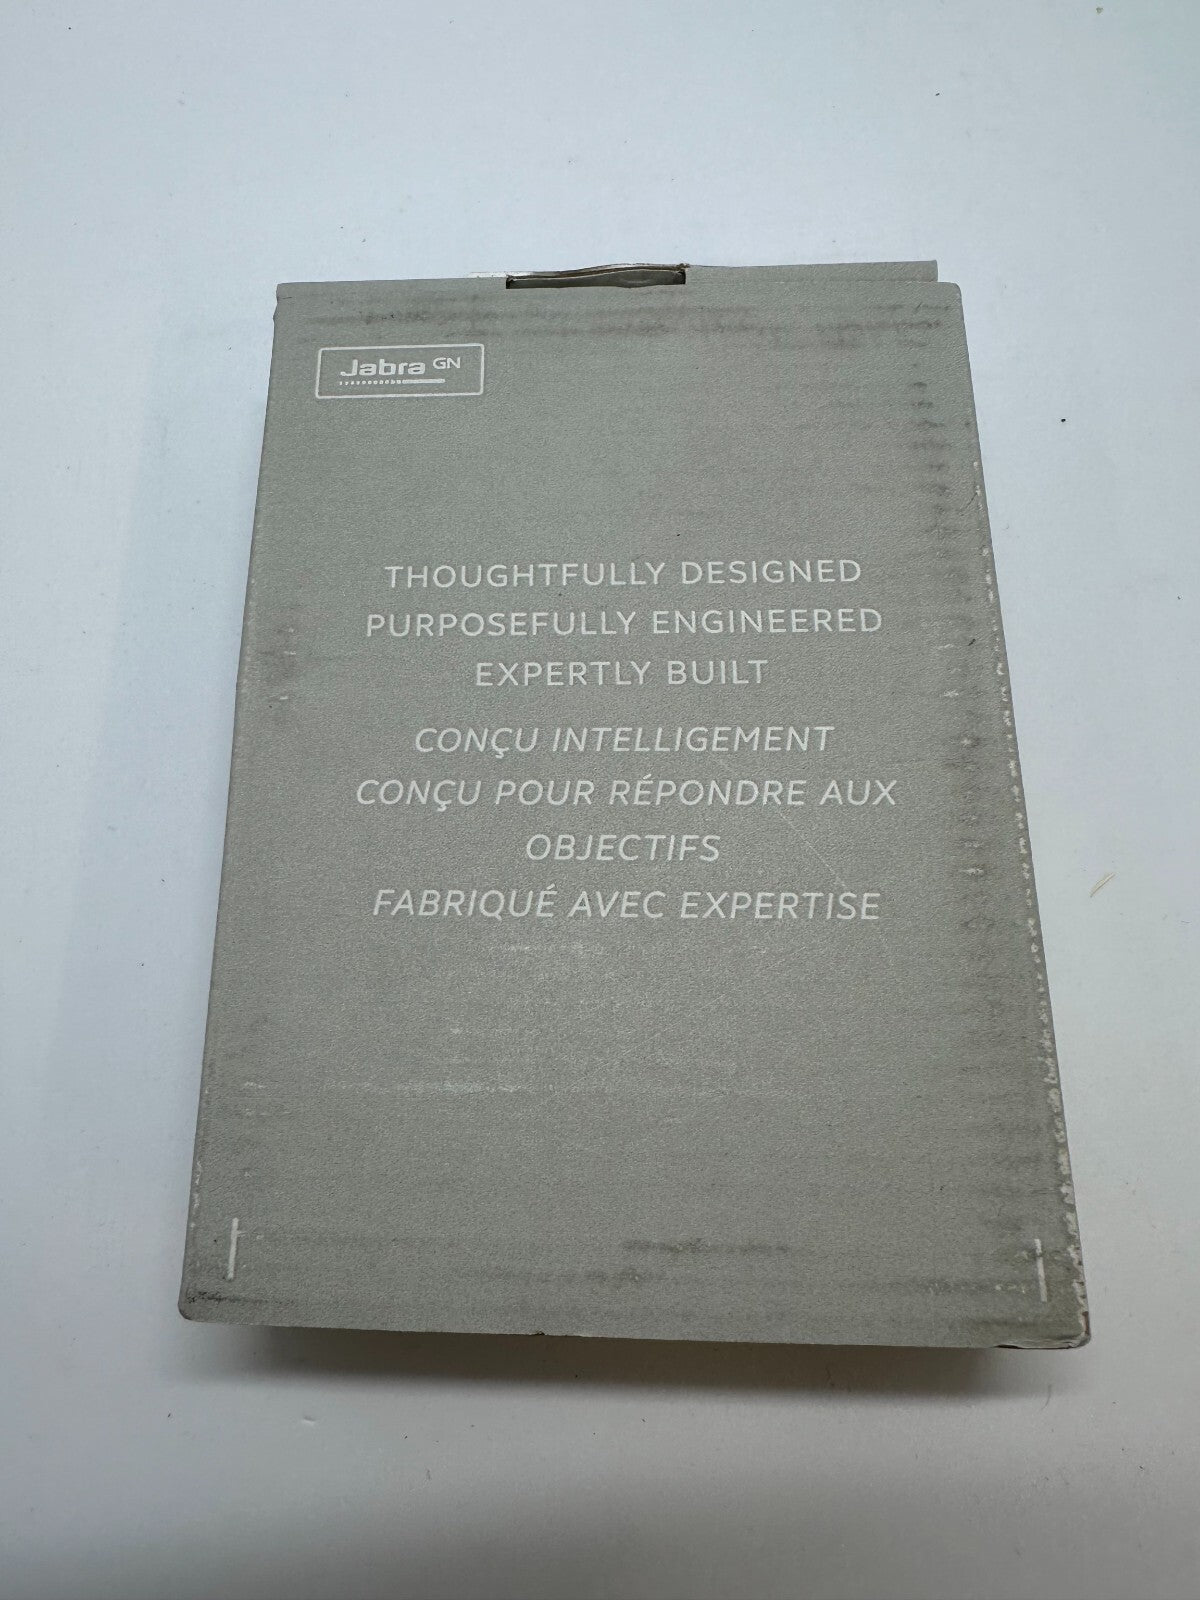 Jabra GN
THOUGHTFULLY DESIGNED
PURPOSEFULLY ENGINEERED
EXPERTLY BUILT
CONÇU INTELLIGEMENT
CONÇU POUR RÉPONDRE AUX
OBJECTIFS
FABRIQUÉ AVEC EXPERTISE